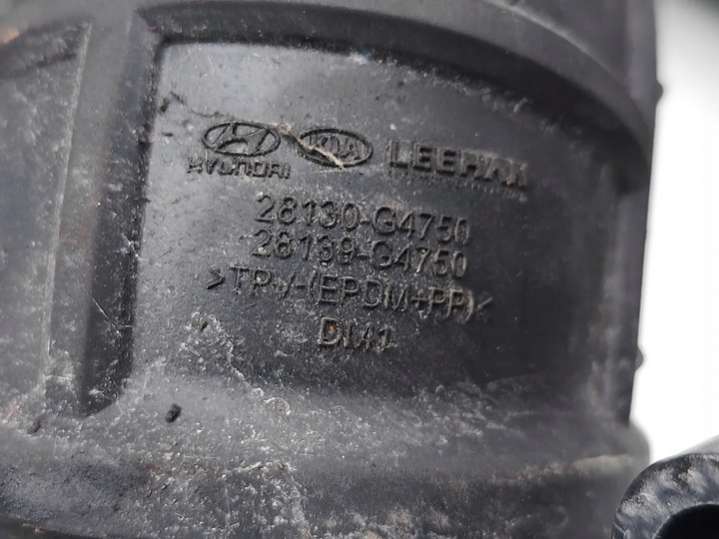 HYUNDAI KIA LEEHAN
28130-G4750
28139-G4750
>TPV-(EPDM+PP)<
DM1